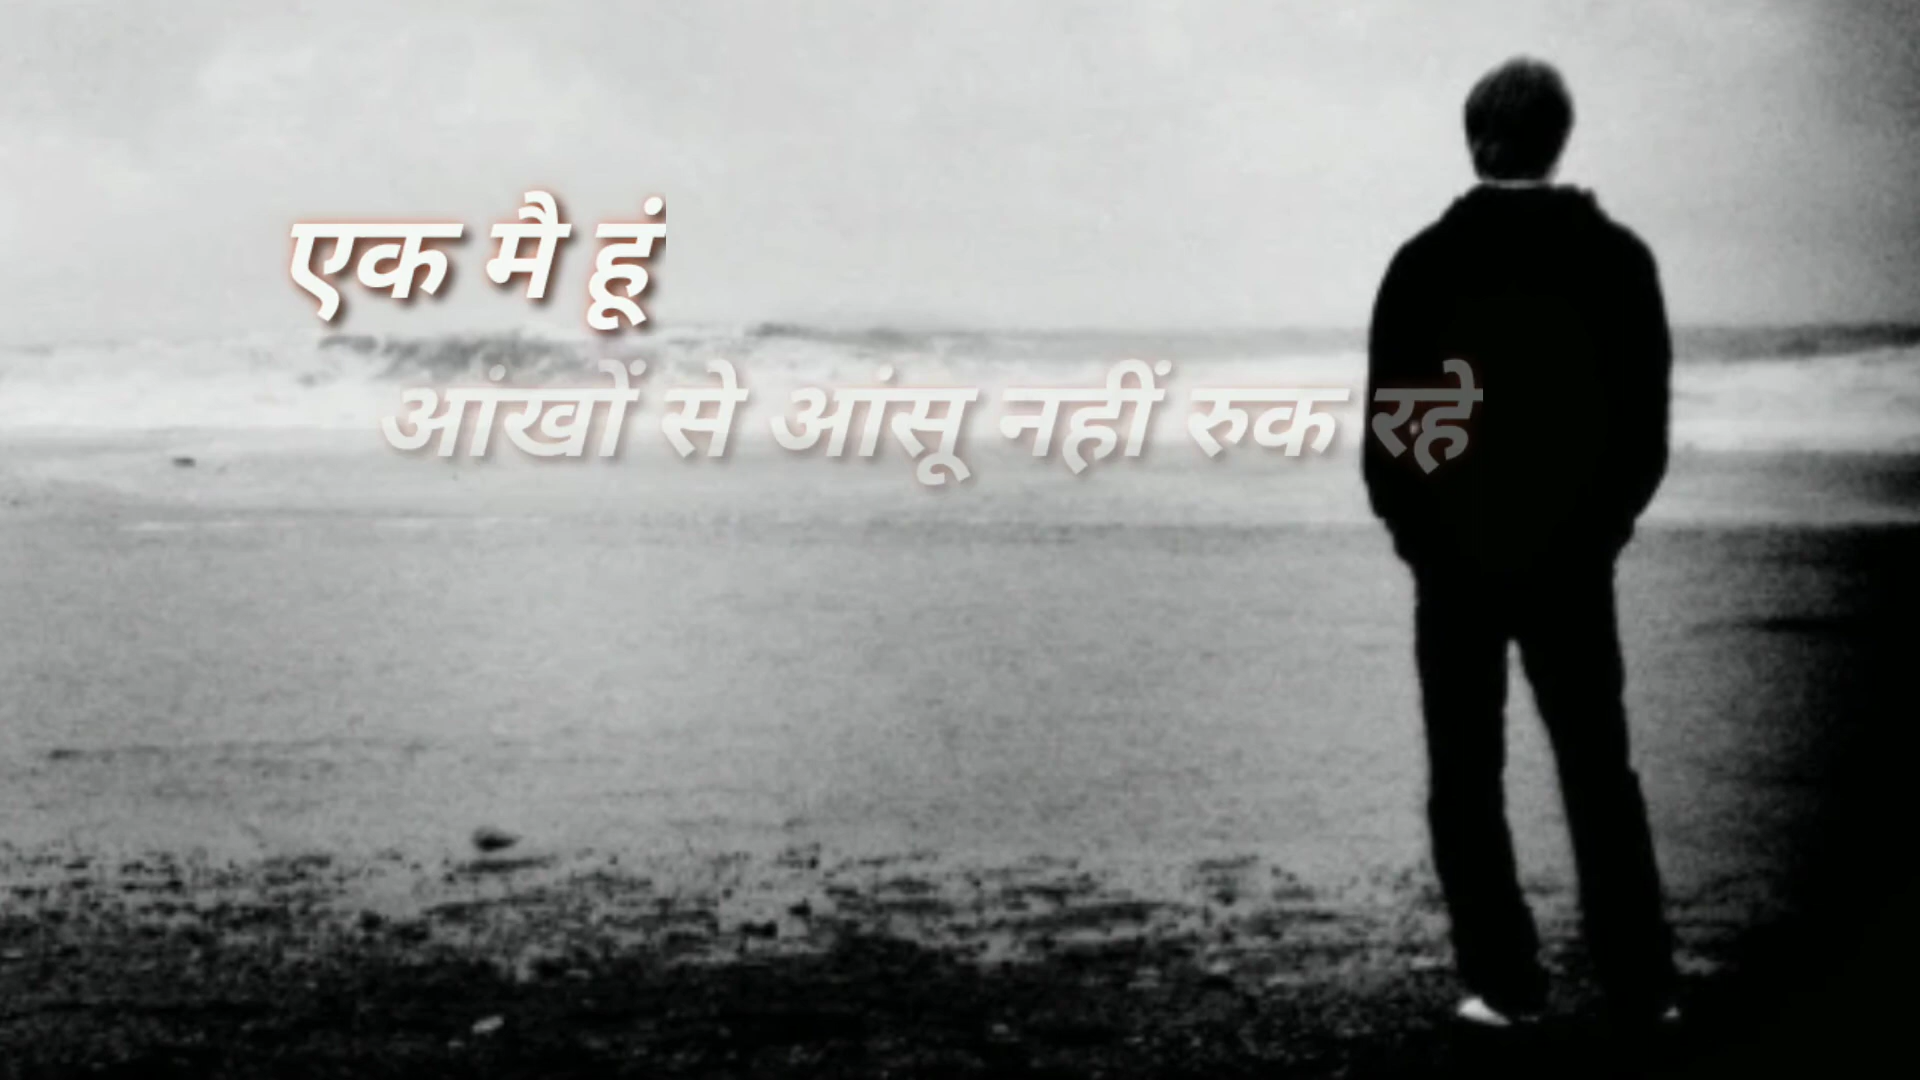 एक मै हूं
आंखों से आंसू नहीं रुक रहे